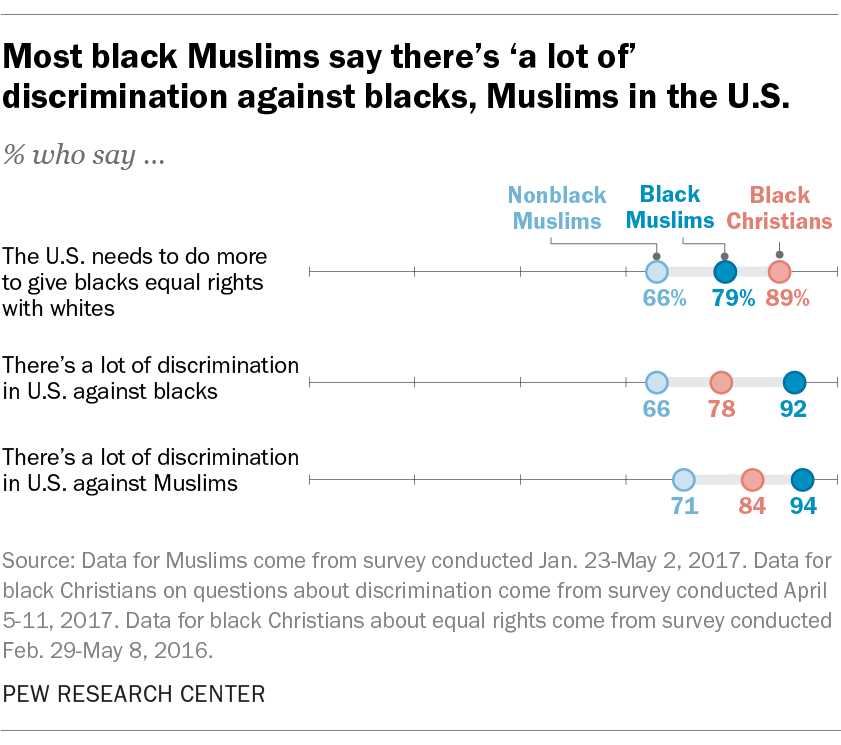 Most black Muslims say there’s ‘a lot of’
discrimination against blacks, Muslims in the U.S.
% who say ...
Nonblack Muslims
Black Muslims
Black Christians
The U.S. needs to do more
to give blacks equal rights
with whites
66% 79% 89%
There’s a lot of discrimination
in U.S. against blacks
66 78 92
There’s a lot of discrimination
in U.S. against Muslims
71 84 94
Source: Data for Muslims come from survey conducted Jan. 23-May 2, 2017. Data for
black Christians on questions about discrimination come from survey conducted April
5-11, 2017. Data for black Christians about equal rights come from survey conducted
Feb. 29-May 8, 2016.
PEW RESEARCH CENTER